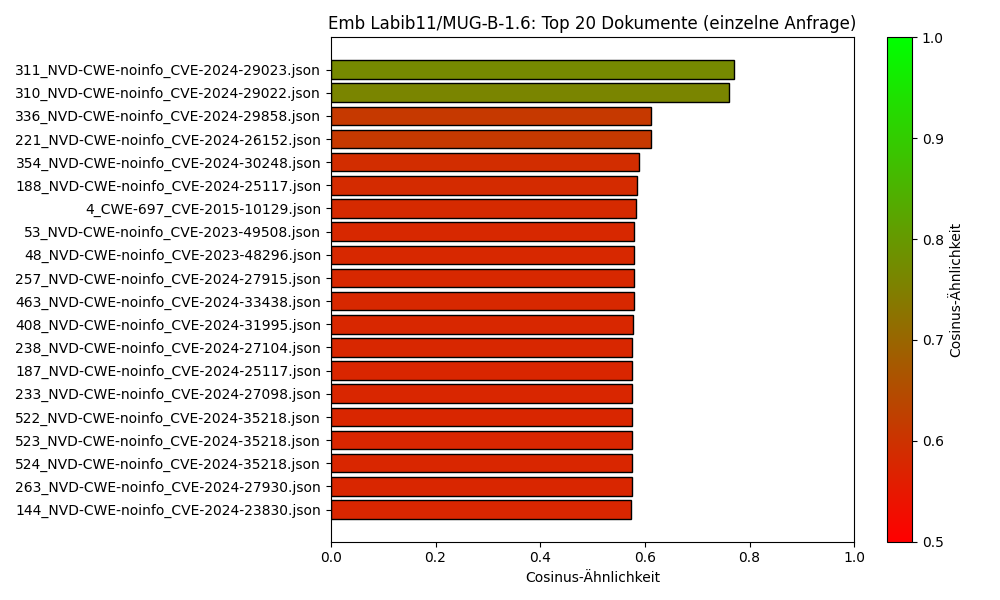 Emb Labib11/MUG-B-1.6: Top 20 Dokumente (einzelne Anfrage)
311_NVD-CWE-noinfo_CVE-2024-29023.json
310_NVD-CWE-noinfo_CVE-2024-29022.json
336_NVD-CWE-noinfo_CVE-2024-29858.json
221_NVD-CWE-noinfo_CVE-2024-26152.json
354_NVD-CWE-noinfo_CVE-2024-30248.json
188_NVD-CWE-noinfo_CVE-2024-25117.json
4_CWE-697_CVE-2015-10129.json
53_NVD-CWE-noinfo_CVE-2023-49508.json
48_NVD-CWE-noinfo_CVE-2023-48296.json
257_NVD-CWE-noinfo_CVE-2024-27915.json
463_NVD-CWE-noinfo_CVE-2024-33438.json
408_NVD-CWE-noinfo_CVE-2024-31995.json
238_NVD-CWE-noinfo_CVE-2024-27104.json
187_NVD-CWE-noinfo_CVE-2024-25117.json
233_NVD-CWE-noinfo_CVE-2024-27098.json
522_NVD-CWE-noinfo_CVE-2024-35218.json
523_NVD-CWE-noinfo_CVE-2024-35218.json
524_NVD-CWE-noinfo_CVE-2024-35218.json
263_NVD-CWE-noinfo_CVE-2024-27930.json
144_NVD-CWE-noinfo_CVE-2024-23830.json
0.0 0.2 0.4 0.6 0.8 1.0
Cosinus-Ähnlichkeit
1.0
0.9
0.8
0.7
0.6
0.5
Cosinus-Ähnlichkeit